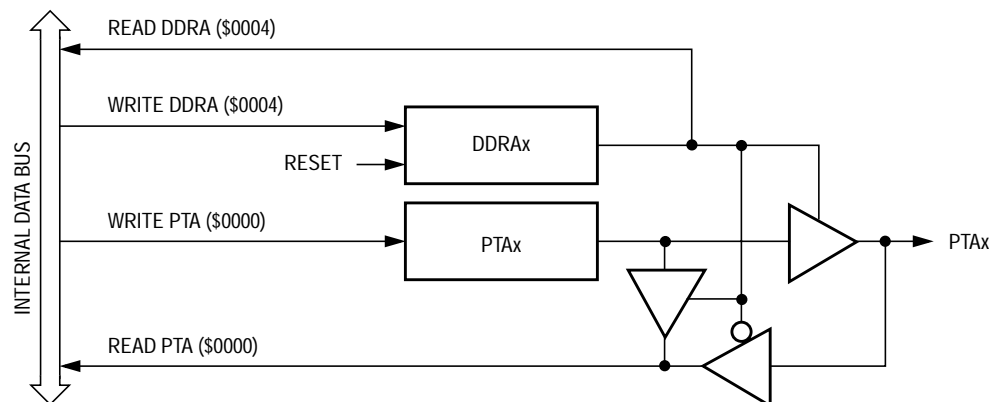 READ DDRA ($0004)
WRITE DDRA ($0004)
DDRAx
RESET
WRITE PTA ($0000)
PTAx
PTAx
READ PTA ($0000)
INTERNAL DATA BUS